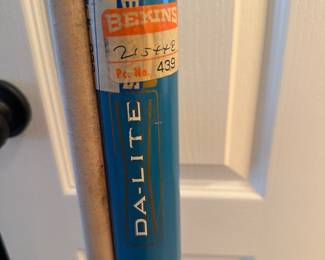 BEKINS
215448
Pc. No. 439
DA-LITE